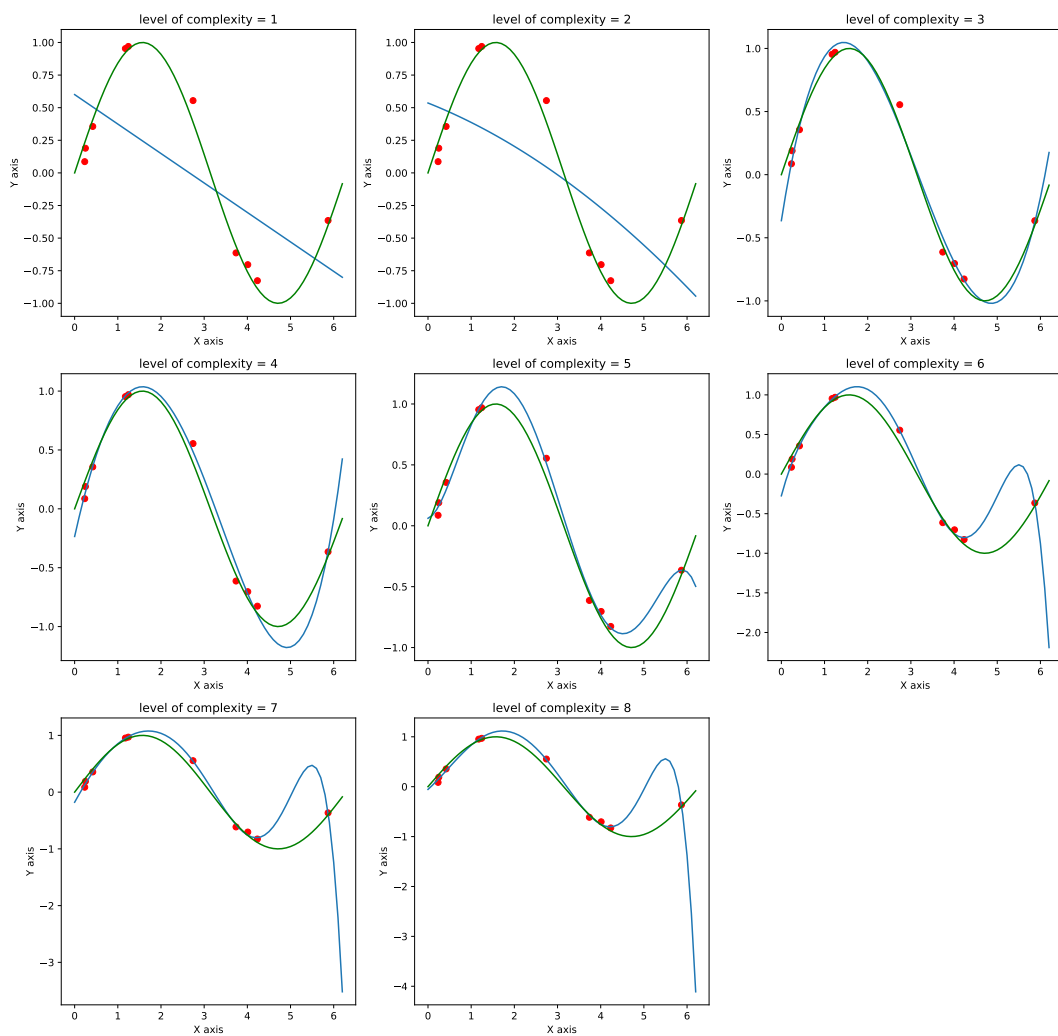 level of complexity = 1
Y axis
1.00
0.75
0.50
0.25
0.00
−0.25
−0.50
−0.75
−1.00
0 1 2 3 4 5 6
X axis
level of complexity = 2
Y axis
1.00
0.75
0.50
0.25
0.00
−0.25
−0.50
−0.75
−1.00
0 1 2 3 4 5 6
X axis
level of complexity = 3
Y axis
1.0
0.5
0.0
−0.5
−1.0
0 1 2 3 4 5 6
X axis
level of complexity = 4
Y axis
1.0
0.5
0.0
−0.5
−1.0
0 1 2 3 4 5 6
X axis
level of complexity = 5
Y axis
1.0
0.5
0.0
−0.5
−1.0
0 1 2 3 4 5 6
X axis
level of complexity = 6
Y axis
1.0
0.5
0.0
−0.5
−1.0
−1.5
−2.0
0 1 2 3 4 5 6
X axis
level of complexity = 7
Y axis
1
0
−1
−2
−3
0 1 2 3 4 5 6
X axis
level of complexity = 8
Y axis
1
0
−1
−2
−3
−4
0 1 2 3 4 5 6
X axis